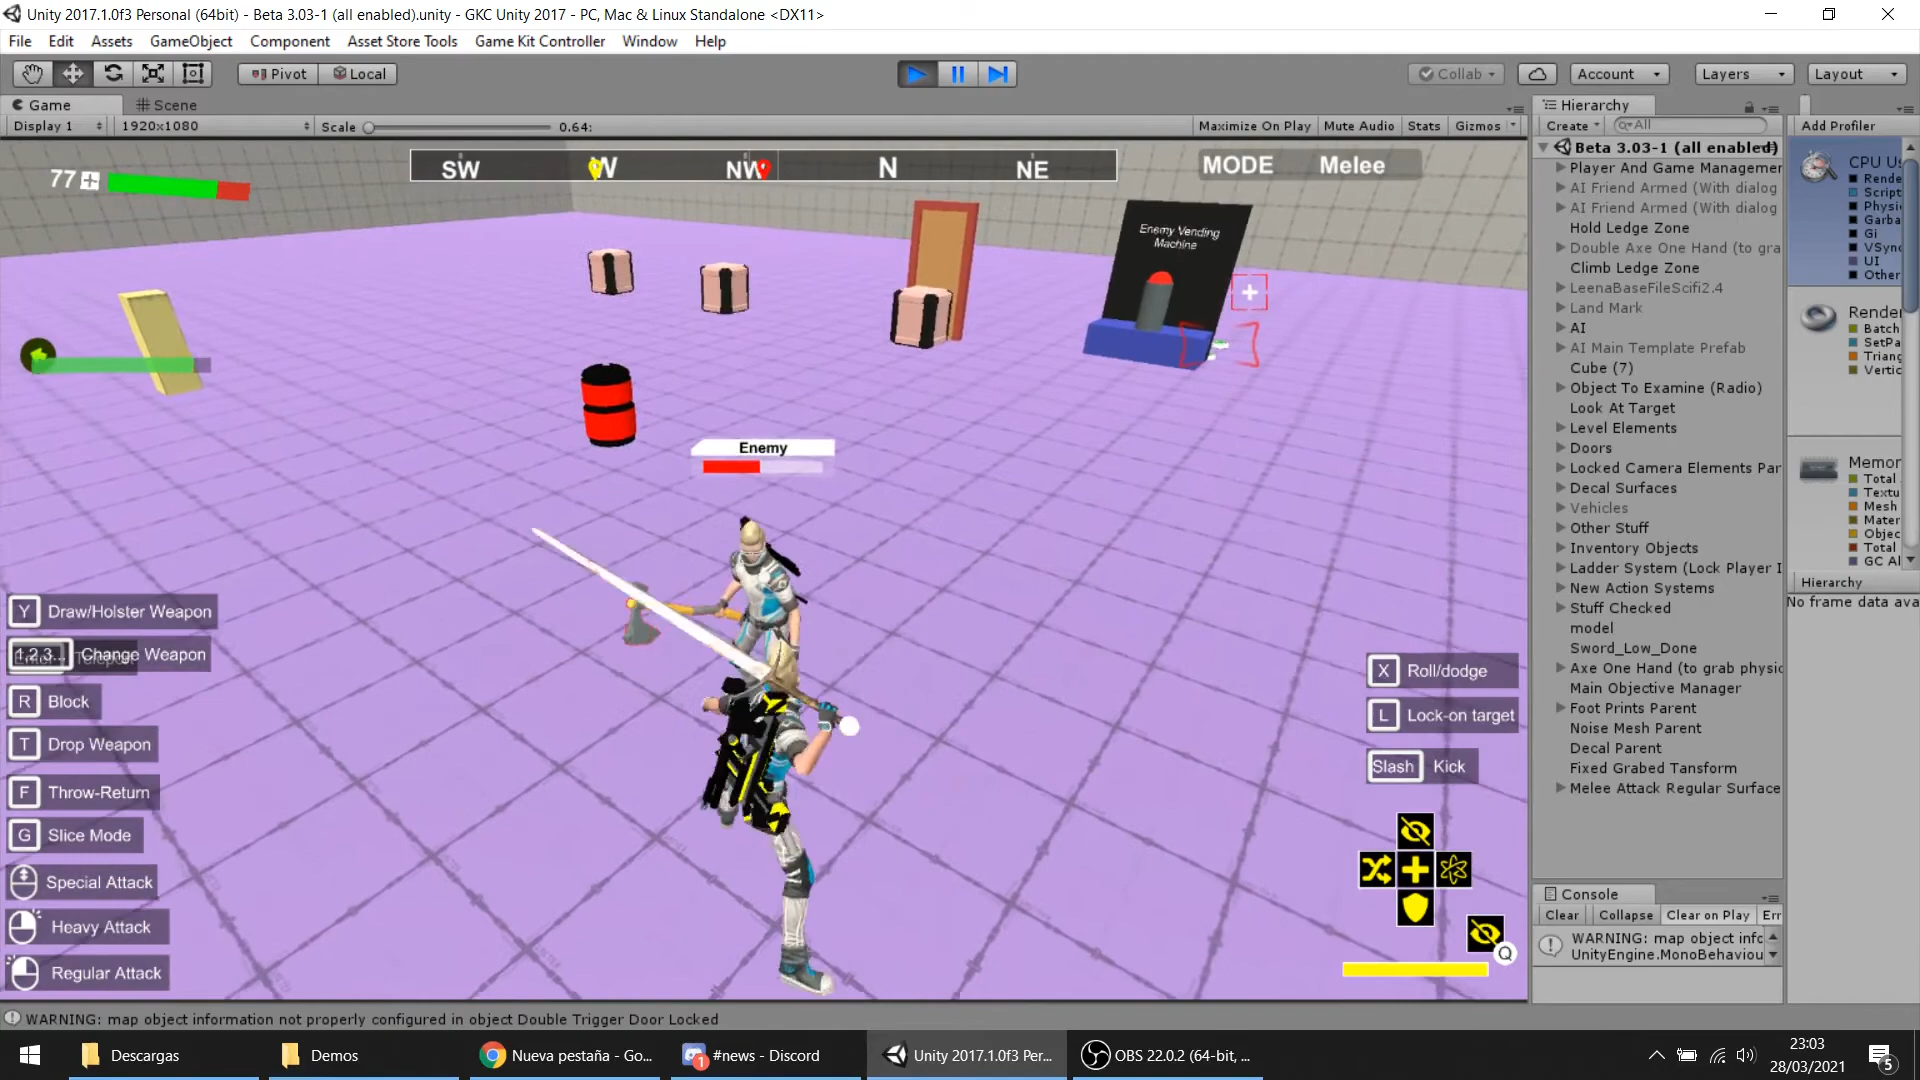 Unity 2017.1.0f3 Personal (64bit) - Beta 3.03-1 (all enabled).unity - GKC Unity 2017 - PC, Mac & Linux Standalone <DX11>
File Edit Assets GameObject Component Asset Store Tools Game Kit Controller Window Help
Pivot Local Collab Account Layers Layout
Game Scene
Display 1 1920x1080 Scale 0.64: Maximize On Play Mute Audio Stats Gizmos
77
SW W NW N NE
MODE Melee
Enemy Vending
Machine
Enemy
Y Draw/Holster Weapon
1,2,3... Change Weapon
R Block
T Drop Weapon
F Throw-Return
G Slice Mode
Special Attack
Heavy Attack
Regular Attack
X Roll/dodge
L Lock-on target
Slash Kick
Q
Hierarchy
Create All
Beta 3.03-1 (all enabled)
Player And Game Managemer
AI Friend Armed (With dialog
AI Friend Armed (With dialog
Hold Ledge Zone
Double Axe One Hand (to gra
Climb Ledge Zone
LeenaBaseFileScifi2.4
Land Mark
AI
AI Main Template Prefab
Cube (7)
Object To Examine (Radio)
Look At Target
Level Elements
Doors
Locked Camera Elements Par
Decal Surfaces
Vehicles
Other Stuff
Inventory Objects
Ladder System (Lock Player I
New Action Systems
Stuff Checked
model
Sword_Low_Done
Axe One Hand (to grab physic
Main Objective Manager
Foot Prints Parent
Noise Mesh Parent
Decal Parent
Fixed Grabed Tansform
Melee Attack Regular Surface
Console
Clear Collapse Clear on Play Err
WARNING: map object infc
UnityEngine.MonoBehaviou
Add Profiler
CPU Us
Rende
Script
Physi
Garba
Gi
VSync
UI
Other
Render
Batch
SetPa
Triang
Vertic
Memor
Total
Textu
Mesh
Mater
Objec
Total
GC Al
Hierarchy
No frame data ava
WARNING: map object information not properly configured in object Double Trigger Door Locked
Descargas Demos Nueva pestaña - Go... #news - Discord Unity 2017.1.0f3 Per... OBS 22.0.2 (64-bit, ...
1
23:03
28/03/2021
5